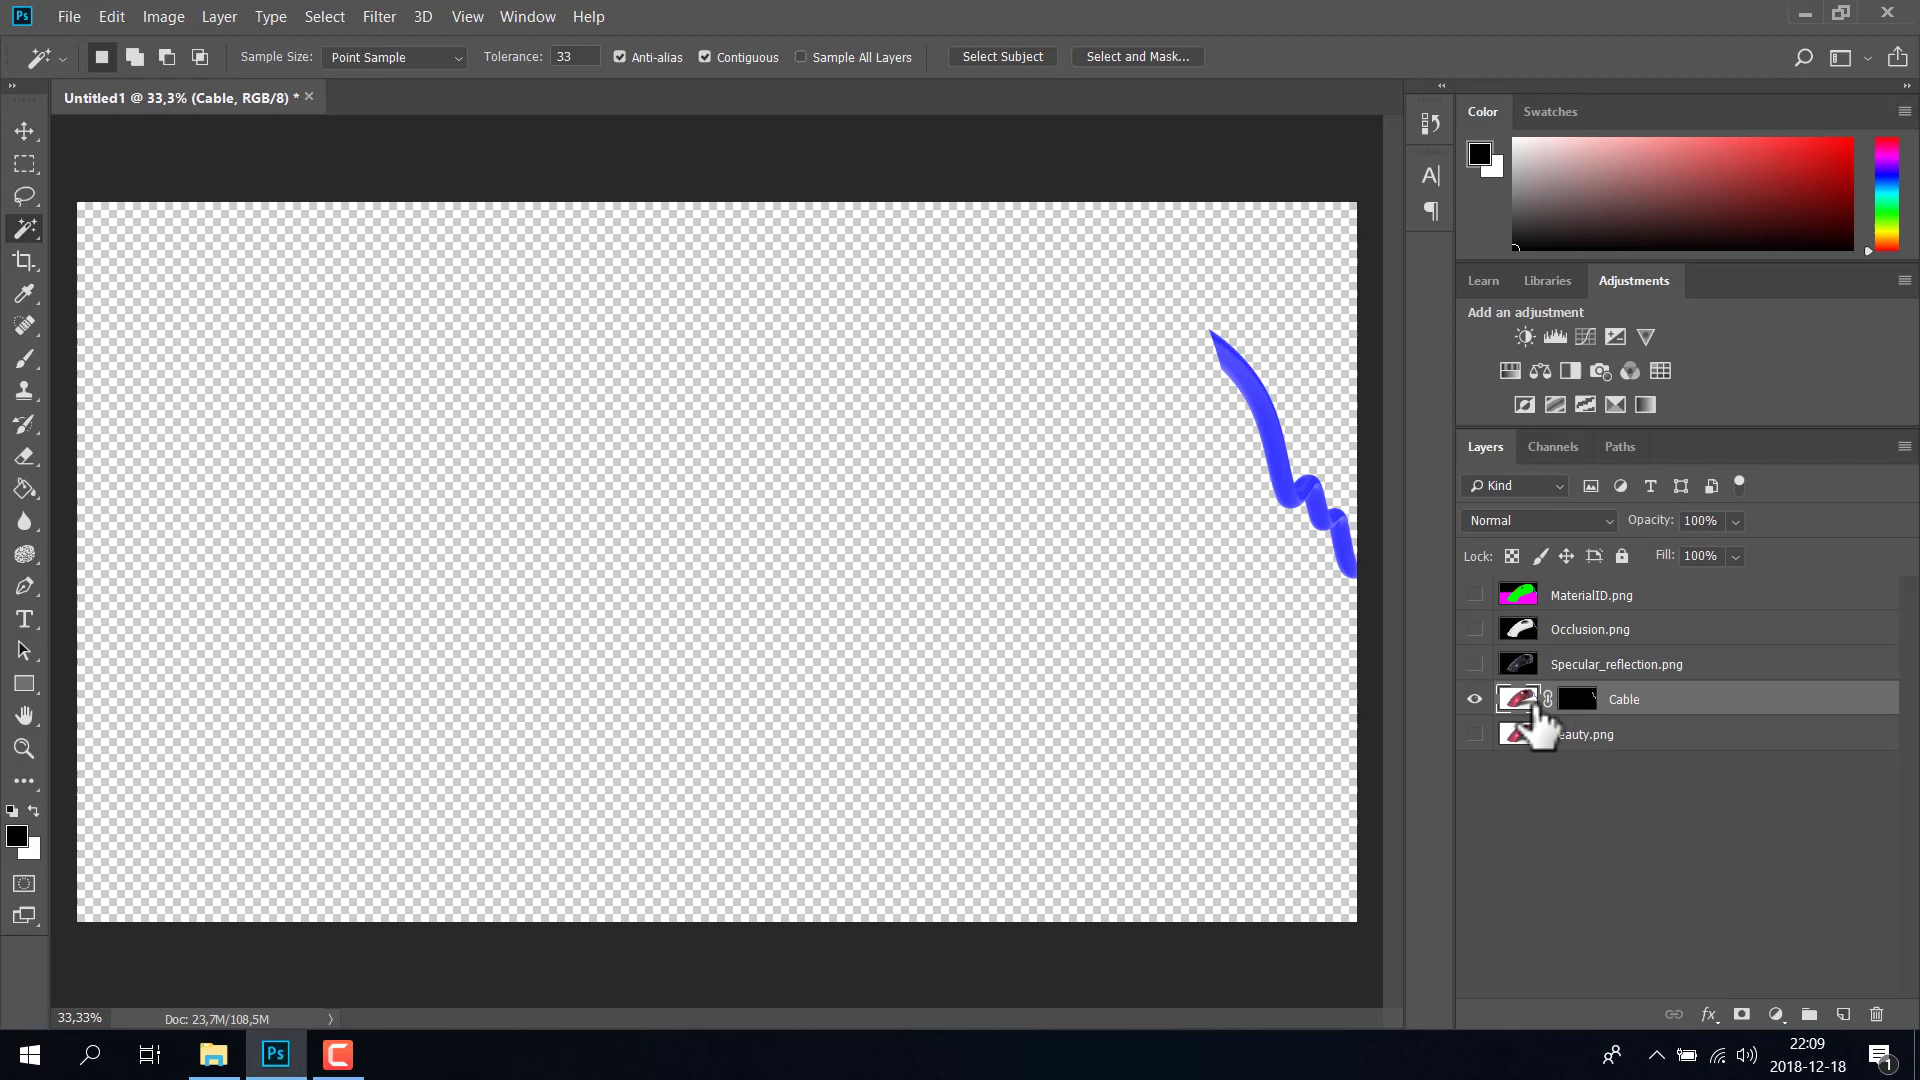 Ps File Edit Image Layer Type Select Filter 3D View Window Help
Sample Size: Point Sample Tolerance: 33 Anti-alias Contiguous Sample All Layers Select Subject Select and Mask...
Untitled1 @ 33,3% (Cable, RGB/8) *
Color Swatches
Learn Libraries Adjustments
Add an adjustment
Layers Channels Paths
Kind
Normal Opacity: 100%
Lock: Fill: 100%
MaterialID.png
Occlusion.png
Specular_reflection.png
Cable
eauty.png
33,33% Doc: 23,7M/108,5M
Ps
22:09
2018-12-18
1